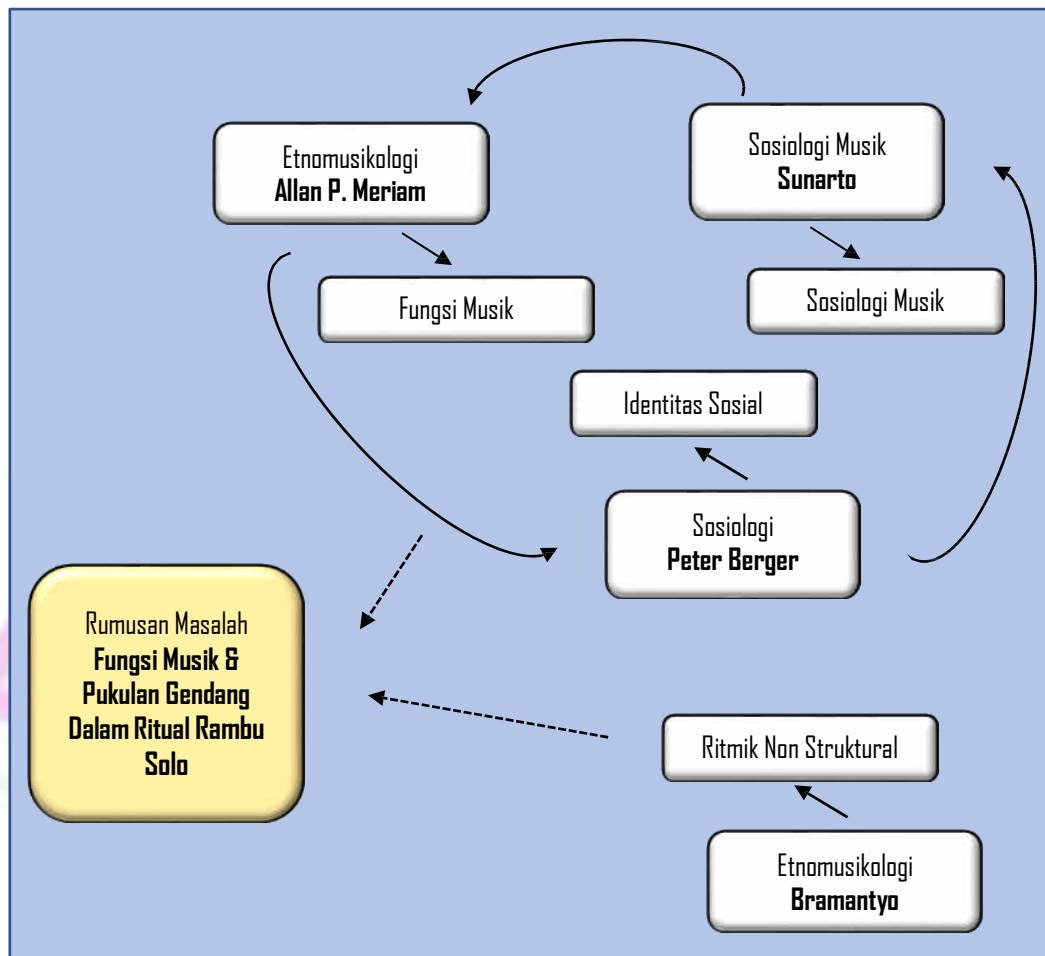 Etnomusikologi
Allan P. Meriam
Sosiologi Musik
Sunarto
Fungsi Musik
Sosiologi Musik
Identitas Sosial
Sosiologi
Peter Berger
Rumusan Masalah
Fungsi Musik &
Pukulan Gendang
Dalam Ritual Rambu
Solo
Ritmik Non Struktural
Etnomusikologi
Bramantyo